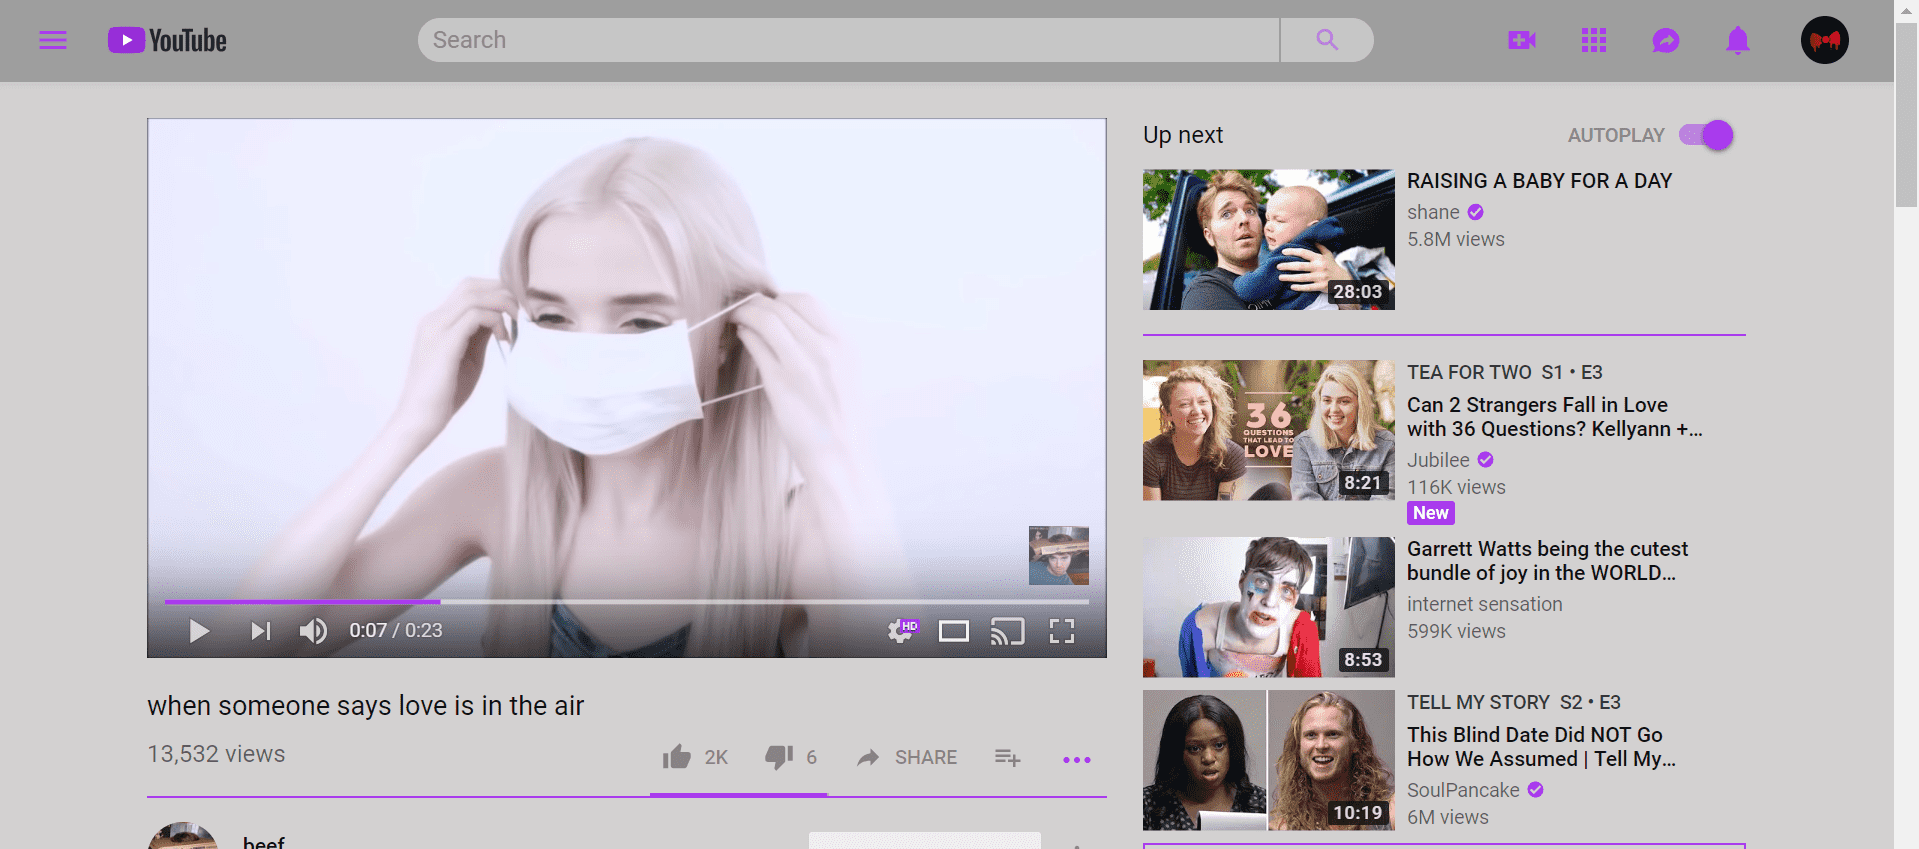 YouTube
Search
Up next
AUTOPLAY
RAISING A BABY FOR A DAY
shane
5.8M views
28:03
TEA FOR TWO S1 • E3
Can 2 Strangers Fall in Love
with 36 Questions? Kellyann +...
Jubilee
116K views
New
36
QUESTIONS
THAT LEAD TO
LOVE
8:21
Garrett Watts being the cutest
bundle of joy in the WORLD...
internet sensation
599K views
8:53
TELL MY STORY S2 • E3
This Blind Date Did NOT Go
How We Assumed | Tell My...
SoulPancake
6M views
10:19
0:07 / 0:23
HD
when someone says love is in the air
13,532 views
2K
6
SHARE
beef